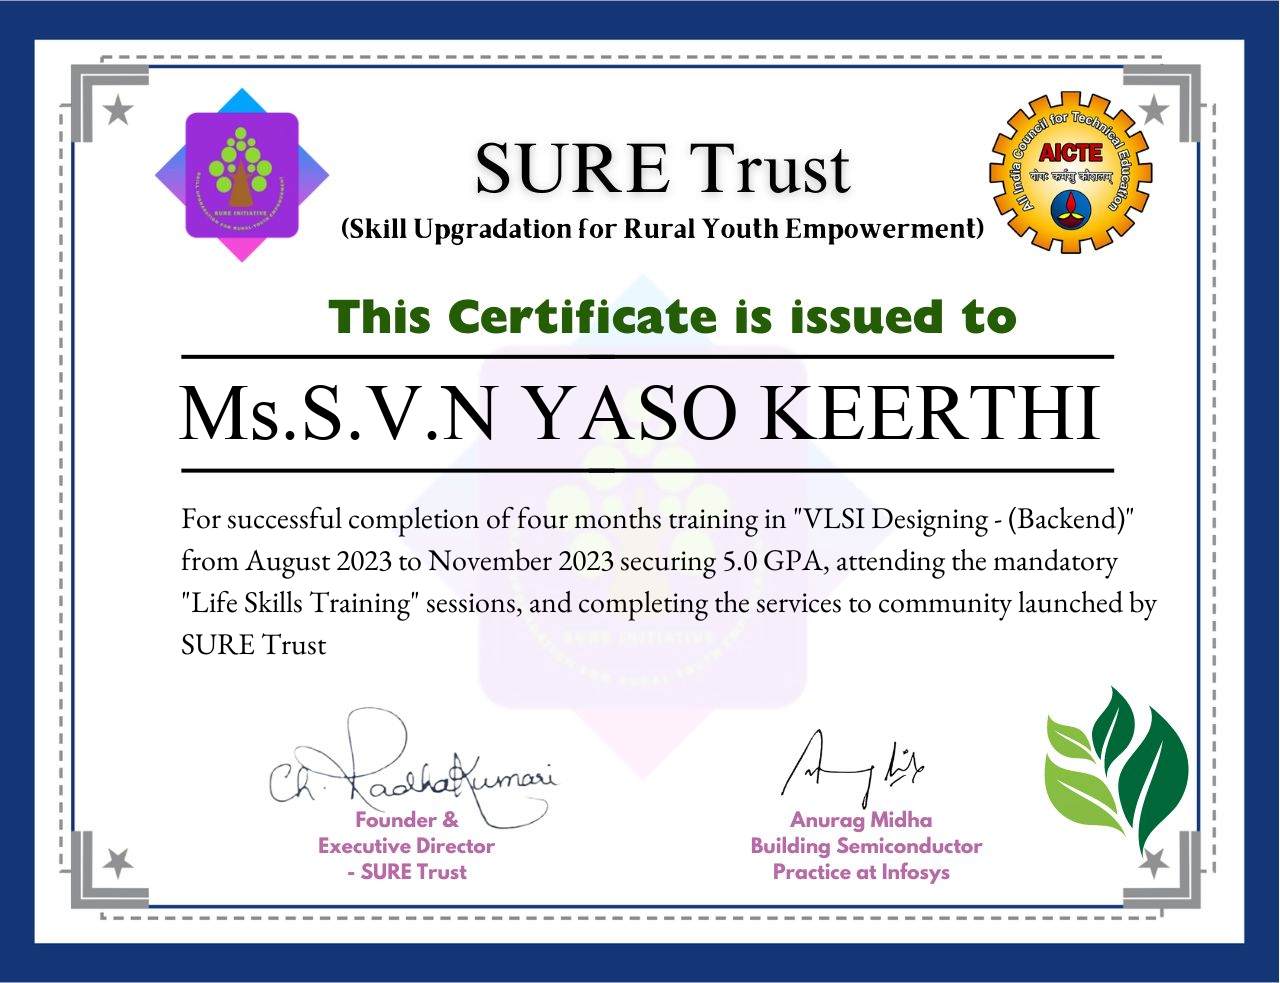 SURE Trust
(Skill Upgradation for Rural Youth Empowerment)
SKILL UPGRADATION FOR RURAL YOUTH EMPOWERMENT
SURE INITIATIVE
All India Council for Technical Education
AICTE
योगः कर्मसु कौशलम्
This Certificate is issued to
Ms.S.V.N YASO KEERTHI
For successful completion of four months training in "VLSI Designing - (Backend)"
from August 2023 to November 2023 securing 5.0 GPA, attending the mandatory
"Life Skills Training" sessions, and completing the services to community launched by
SURE Trust
SURE INITIATIVE
Ch. RadhaKumari
Founder &
Executive Director
- SURE Trust
Anurag Midha
Building Semiconductor
Practice at Infosys